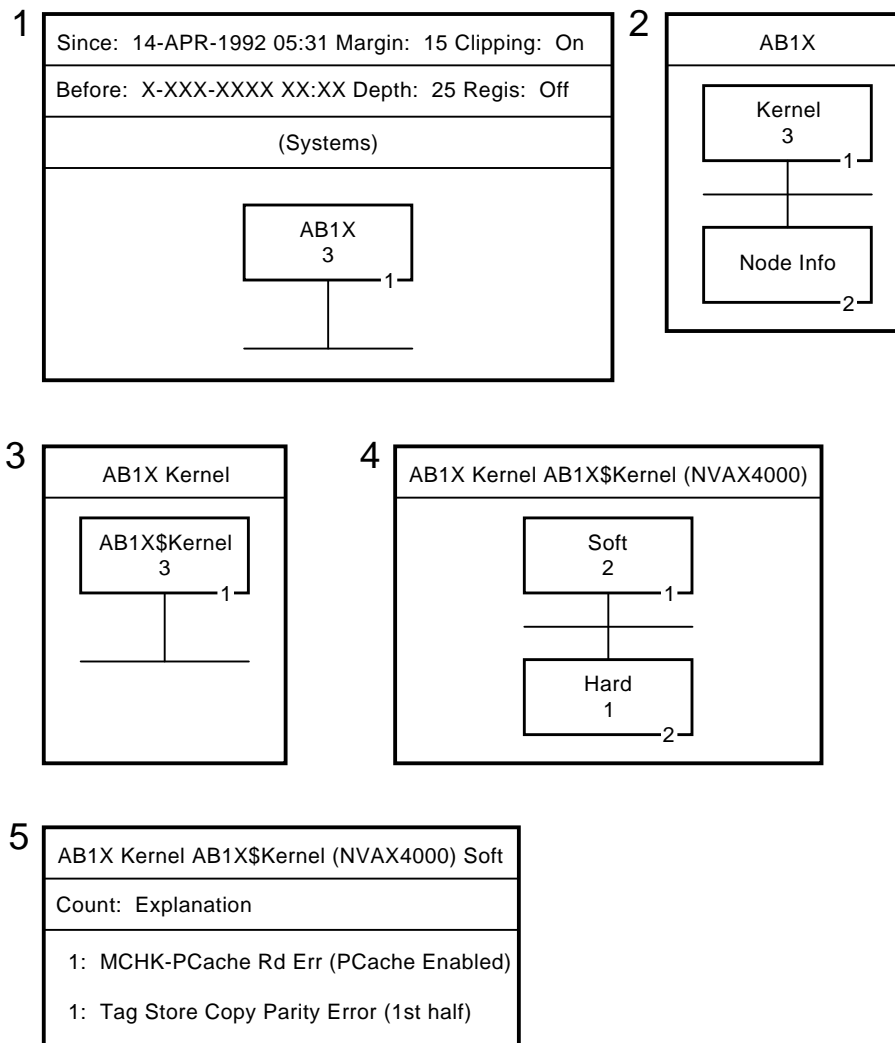 1
Since: 14-APR-1992 05:31 Margin: 15 Clipping: On
Before: X-XXX-XXXX XX:XX Depth: 25 Regis: Off
(Systems)
AB1X
3
1
2
AB1X
Kernel
3
1
Node Info
2
3
AB1X Kernel
AB1X$Kernel
3
1
4
AB1X Kernel AB1X$Kernel (NVAX4000)
Soft
2
1
Hard
1
2
5
AB1X Kernel AB1X$Kernel (NVAX4000) Soft
Count: Explanation
1: MCHK-PCache Rd Err (PCache Enabled)
1: Tag Store Copy Parity Error (1st half)